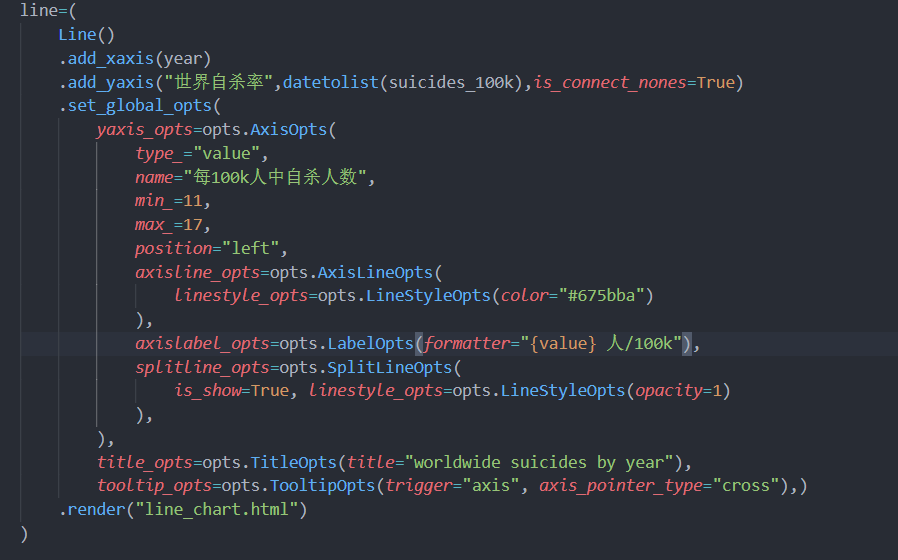 line=(
    Line()
    .add_xaxis(year)
    .add_yaxis("世界自杀率",datetolist(suicides_100k),is_connect_nones=True)
    .set_global_opts(
        yaxis_opts=opts.AxisOpts(
            type_="value",
            name="每100k人中自杀人数",
            min_=11,
            max_=17,
            position="left",
            axisline_opts=opts.AxisLineOpts(
                linestyle_opts=opts.LineStyleOpts(color="#675bba")
            ),
            axislabel_opts=opts.LabelOpts(formatter="{value} 人/100k"),
            splitline_opts=opts.SplitLineOpts(
                is_show=True, linestyle_opts=opts.LineStyleOpts(opacity=1)
            ),
        ),
        title_opts=opts.TitleOpts(title="worldwide suicides by year"),
        tooltip_opts=opts.TooltipOpts(trigger="axis", axis_pointer_type="cross"),)
    .render("line_chart.html")
)